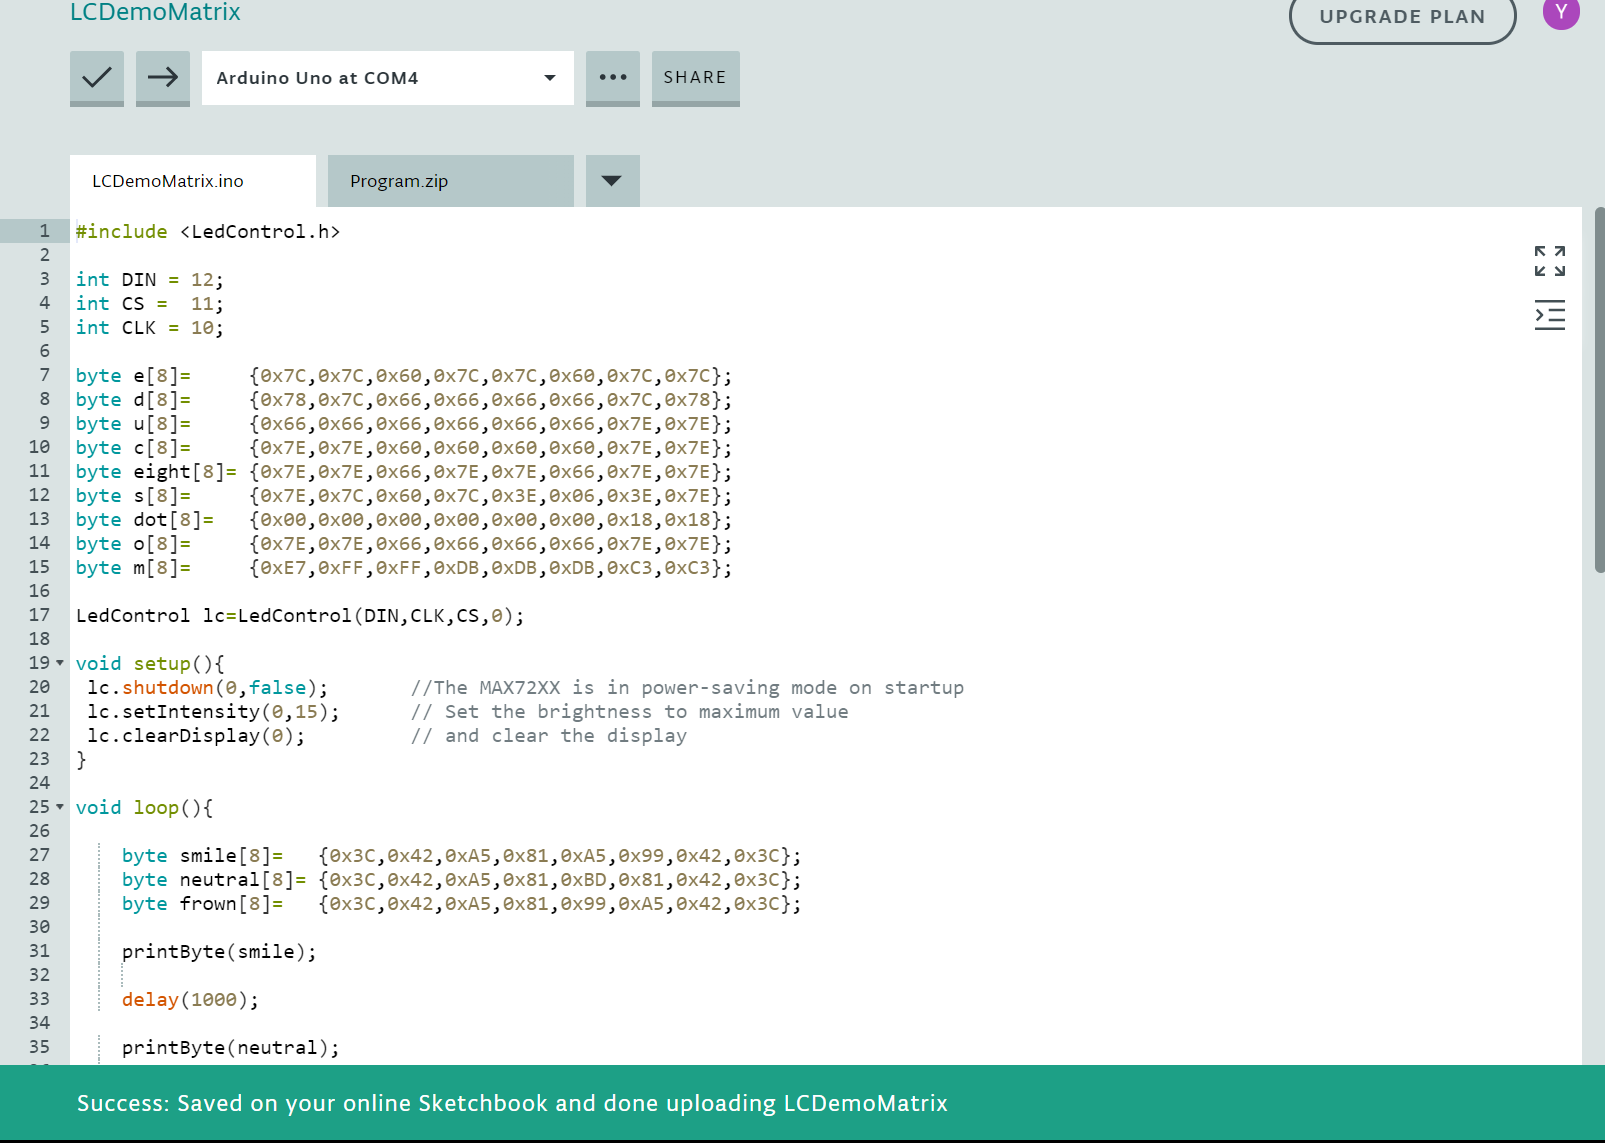 LCDemoMatrix
UPGRADE PLAN
Y
Arduino Uno at COM4
SHARE
LCDemoMatrix.ino
Program.zip
1 #include <LedControl.h>
2
3 int DIN = 12;
4 int CS =  11;
5 int CLK = 10;
6
7 byte e[8]=     {0x7C,0x7C,0x60,0x7C,0x7C,0x60,0x7C,0x7C};
8 byte d[8]=     {0x78,0x7C,0x66,0x66,0x66,0x66,0x7C,0x78};
9 byte u[8]=     {0x66,0x66,0x66,0x66,0x66,0x66,0x7E,0x7E};
10 byte c[8]=     {0x7E,0x7E,0x60,0x60,0x60,0x60,0x7E,0x7E};
11 byte eight[8]= {0x7E,0x7E,0x66,0x7E,0x7E,0x66,0x7E,0x7E};
12 byte s[8]=     {0x7E,0x7C,0x60,0x7C,0x3E,0x06,0x3E,0x7E};
13 byte dot[8]=   {0x00,0x00,0x00,0x00,0x00,0x00,0x18,0x18};
14 byte o[8]=     {0x7E,0x7E,0x66,0x66,0x66,0x66,0x7E,0x7E};
15 byte m[8]=     {0xE7,0xFF,0xFF,0xDB,0xDB,0xDB,0xC3,0xC3};
16
17 LedControl lc=LedControl(DIN,CLK,CS,0);
18
19 void setup(){
20  lc.shutdown(0,false);       //The MAX72XX is in power-saving mode on startup
21  lc.setIntensity(0,15);      // Set the brightness to maximum value
22  lc.clearDisplay(0);         // and clear the display
23 }
24
25 void loop(){
26
27     byte smile[8]=   {0x3C,0x42,0xA5,0x81,0xA5,0x99,0x42,0x3C};
28     byte neutral[8]= {0x3C,0x42,0xA5,0x81,0xBD,0x81,0x42,0x3C};
29     byte frown[8]=   {0x3C,0x42,0xA5,0x81,0x99,0xA5,0x42,0x3C};
30
31     printByte(smile);
32
33     delay(1000);
34
35     printByte(neutral);
Success: Saved on your online Sketchbook and done uploading LCDemoMatrix